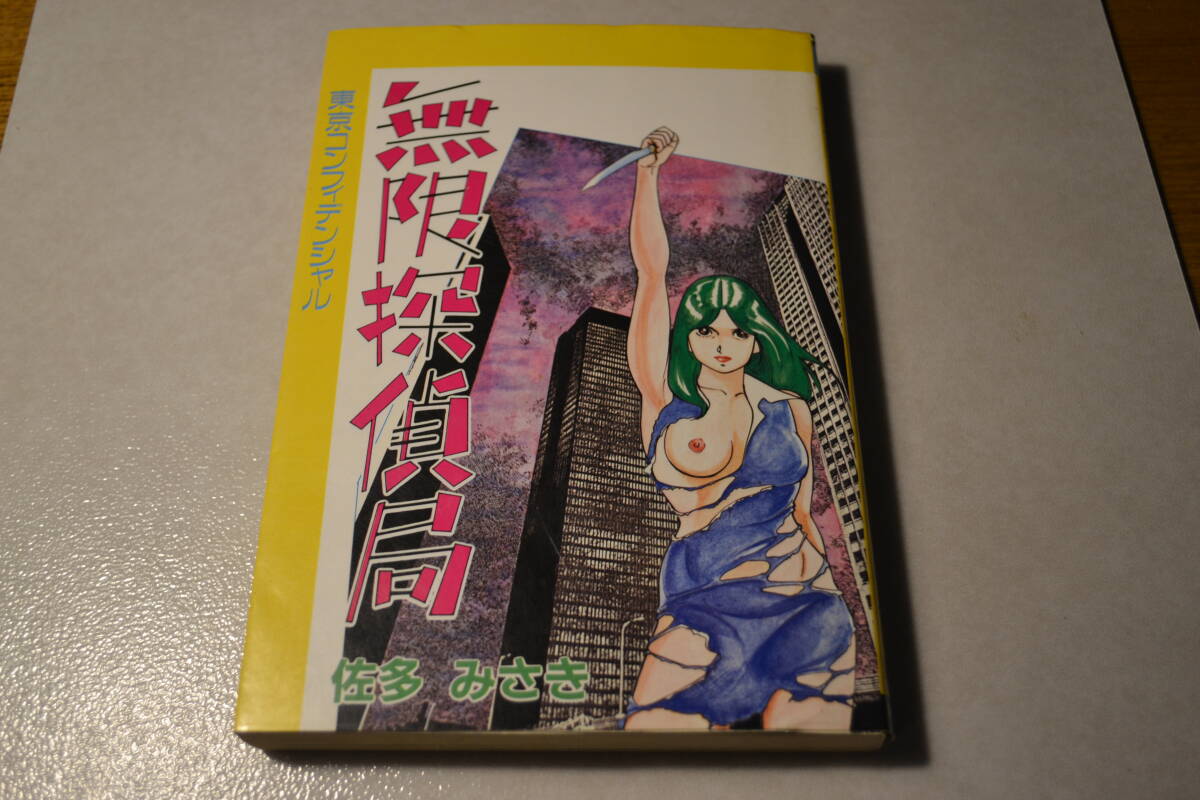 東京コンフィデンシャル
無限探偵局
佐多 みさき